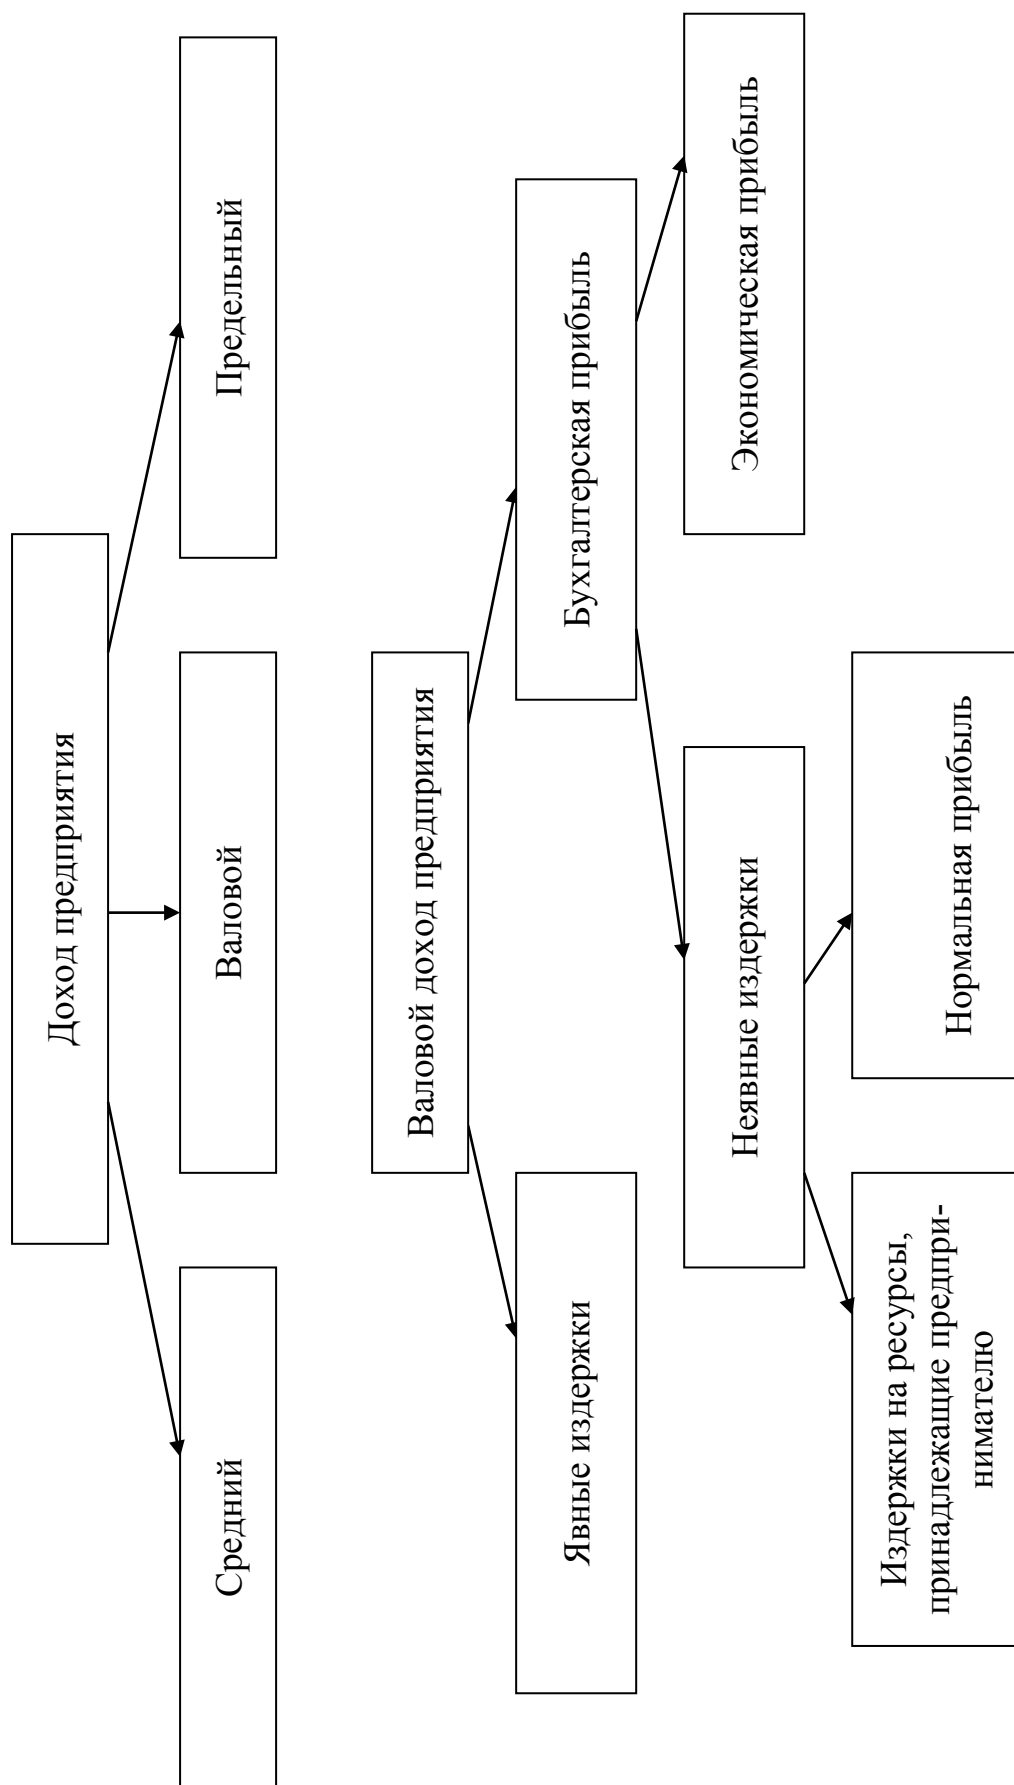 Доход предприятия
Средний
Валовой
Предельный
Валовой доход предприятия
Явные издержки
Бухгалтерская прибыль
Неявные издержки
Экономическая прибыль
Издержки на ресурсы,
принадлежащие предпри-
нимателю
Нормальная прибыль